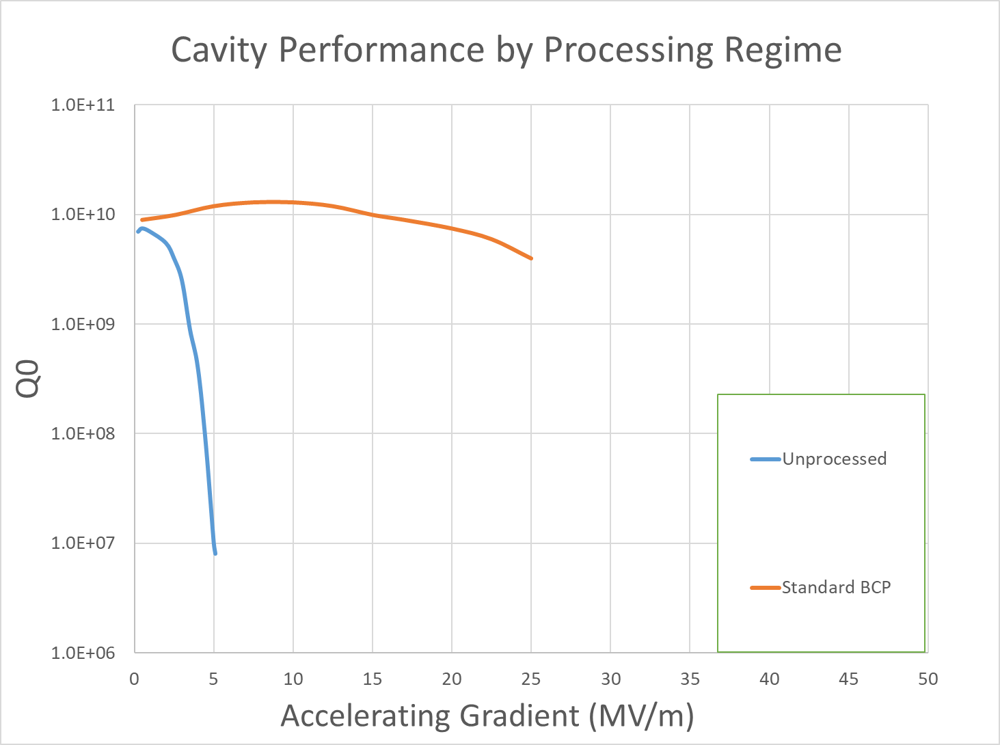 Cavity Performance by Processing Regime
1.0E+11
1.0E+10
1.0E+09
1.0E+08
1.0E+07
1.0E+06
Q0
0 5 10 15 20 25 30 35 40 45 50
Accelerating Gradient (MV/m)
Unprocessed
Standard BCP